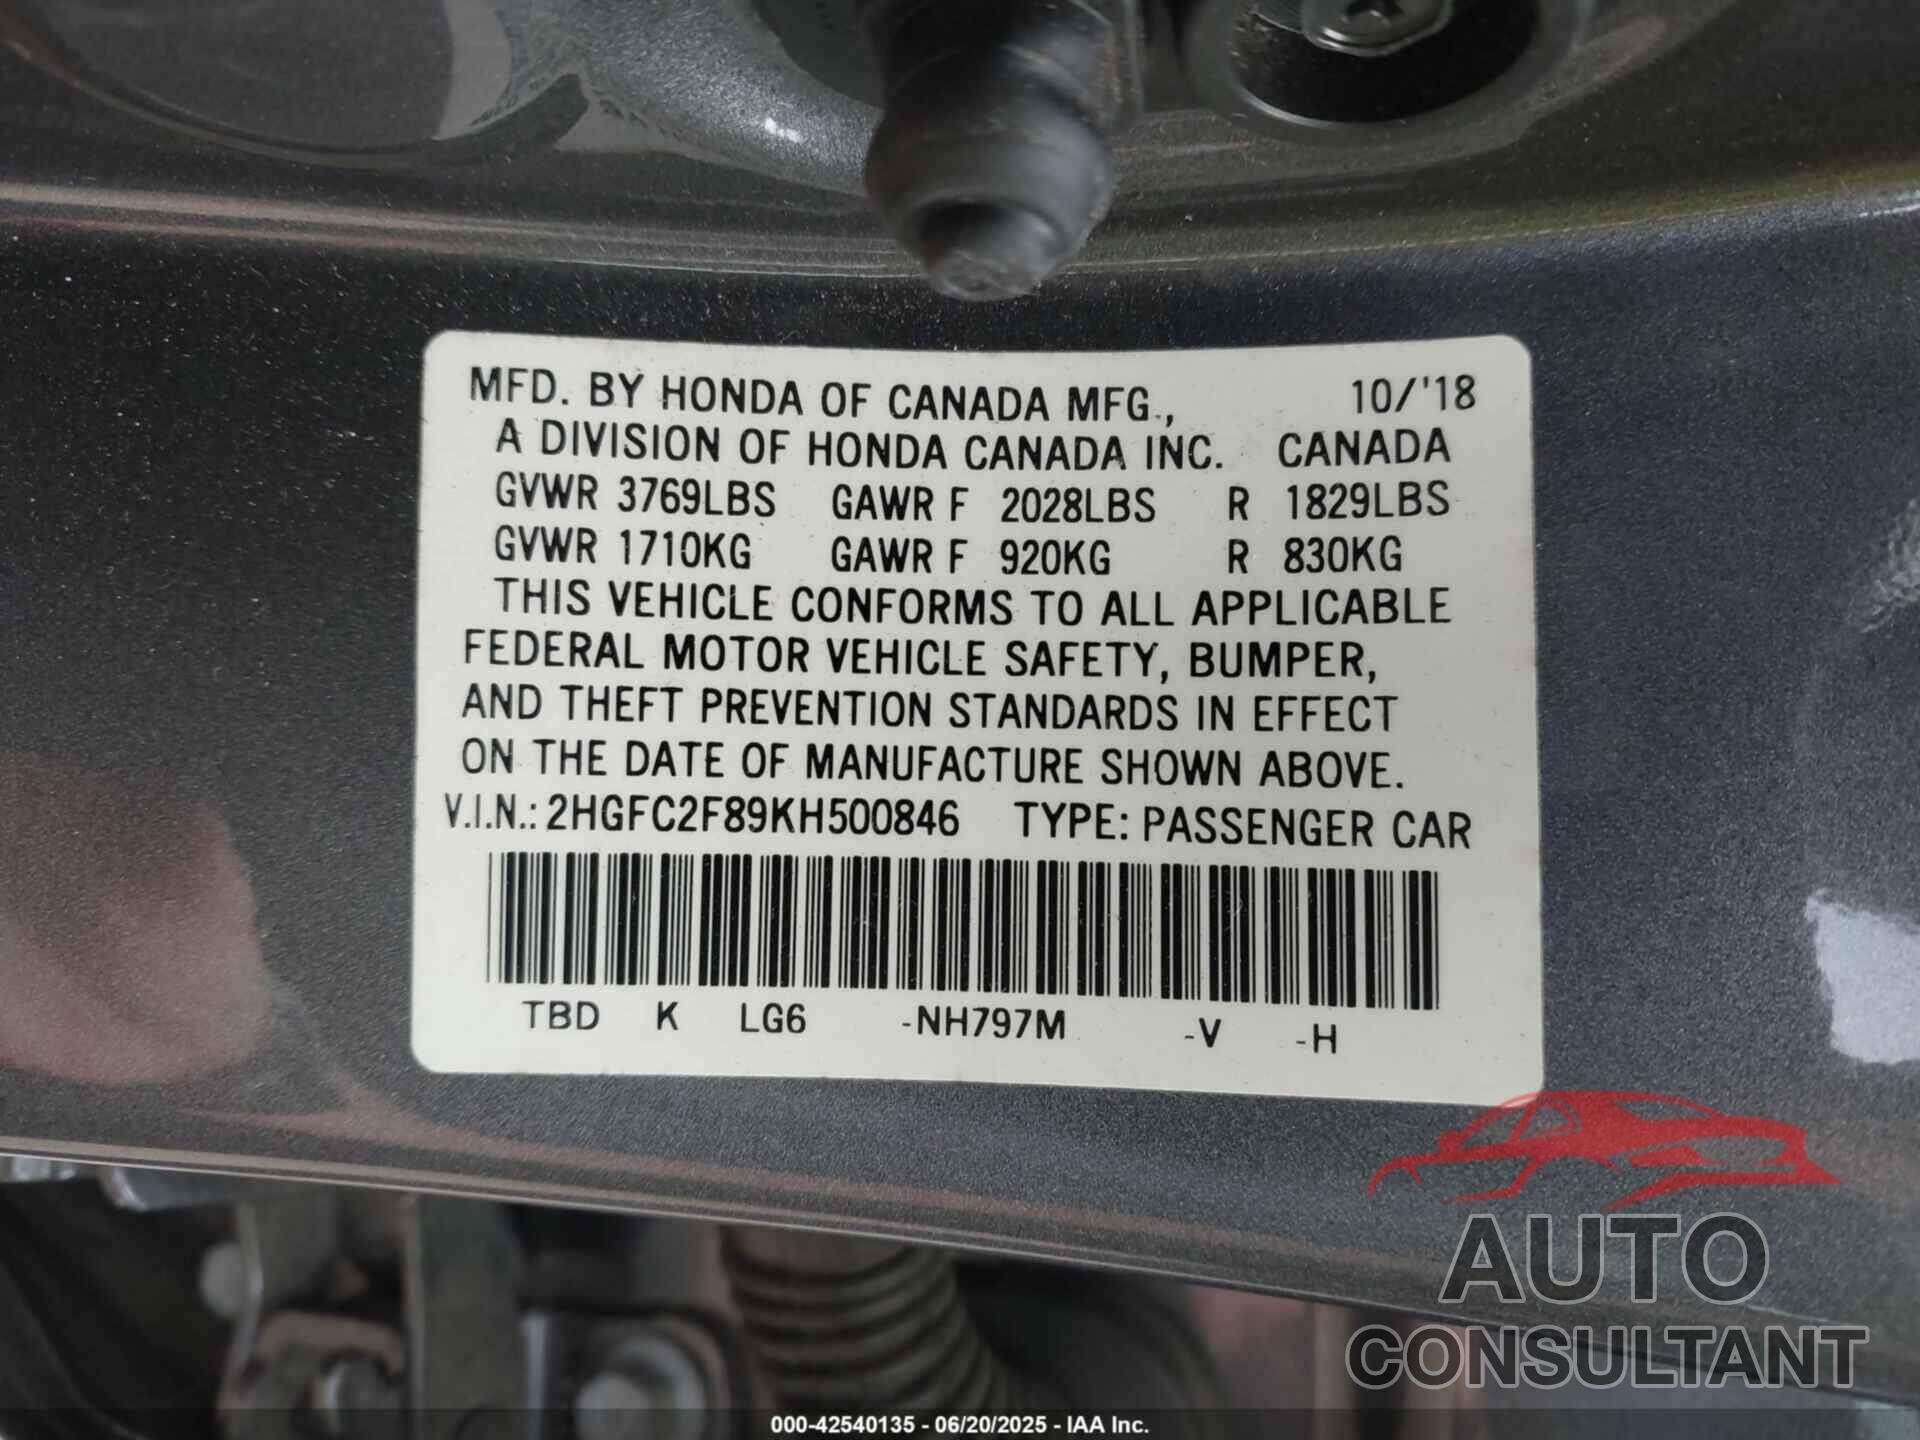 MFD. BY HONDA OF CANADA MFG., 10/'18
A DIVISION OF HONDA CANADA INC. CANADA
GVWR 3769LBS GAWR F 2028LBS R 1829LBS
GVWR 1710KG GAWR F 920KG R 830KG
THIS VEHICLE CONFORMS TO ALL APPLICABLE
FEDERAL MOTOR VEHICLE SAFETY, BUMPER,
AND THEFT PREVENTION STANDARDS IN EFFECT
ON THE DATE OF MANUFACTURE SHOWN ABOVE.
V.I.N.: 2HGFC2F89KH500846 TYPE: PASSENGER CAR
TBD K LG6 -NH797M -V -H
AUTO
CONSULTANT
000-42540135 - 06/20/2025 - IAA Inc.